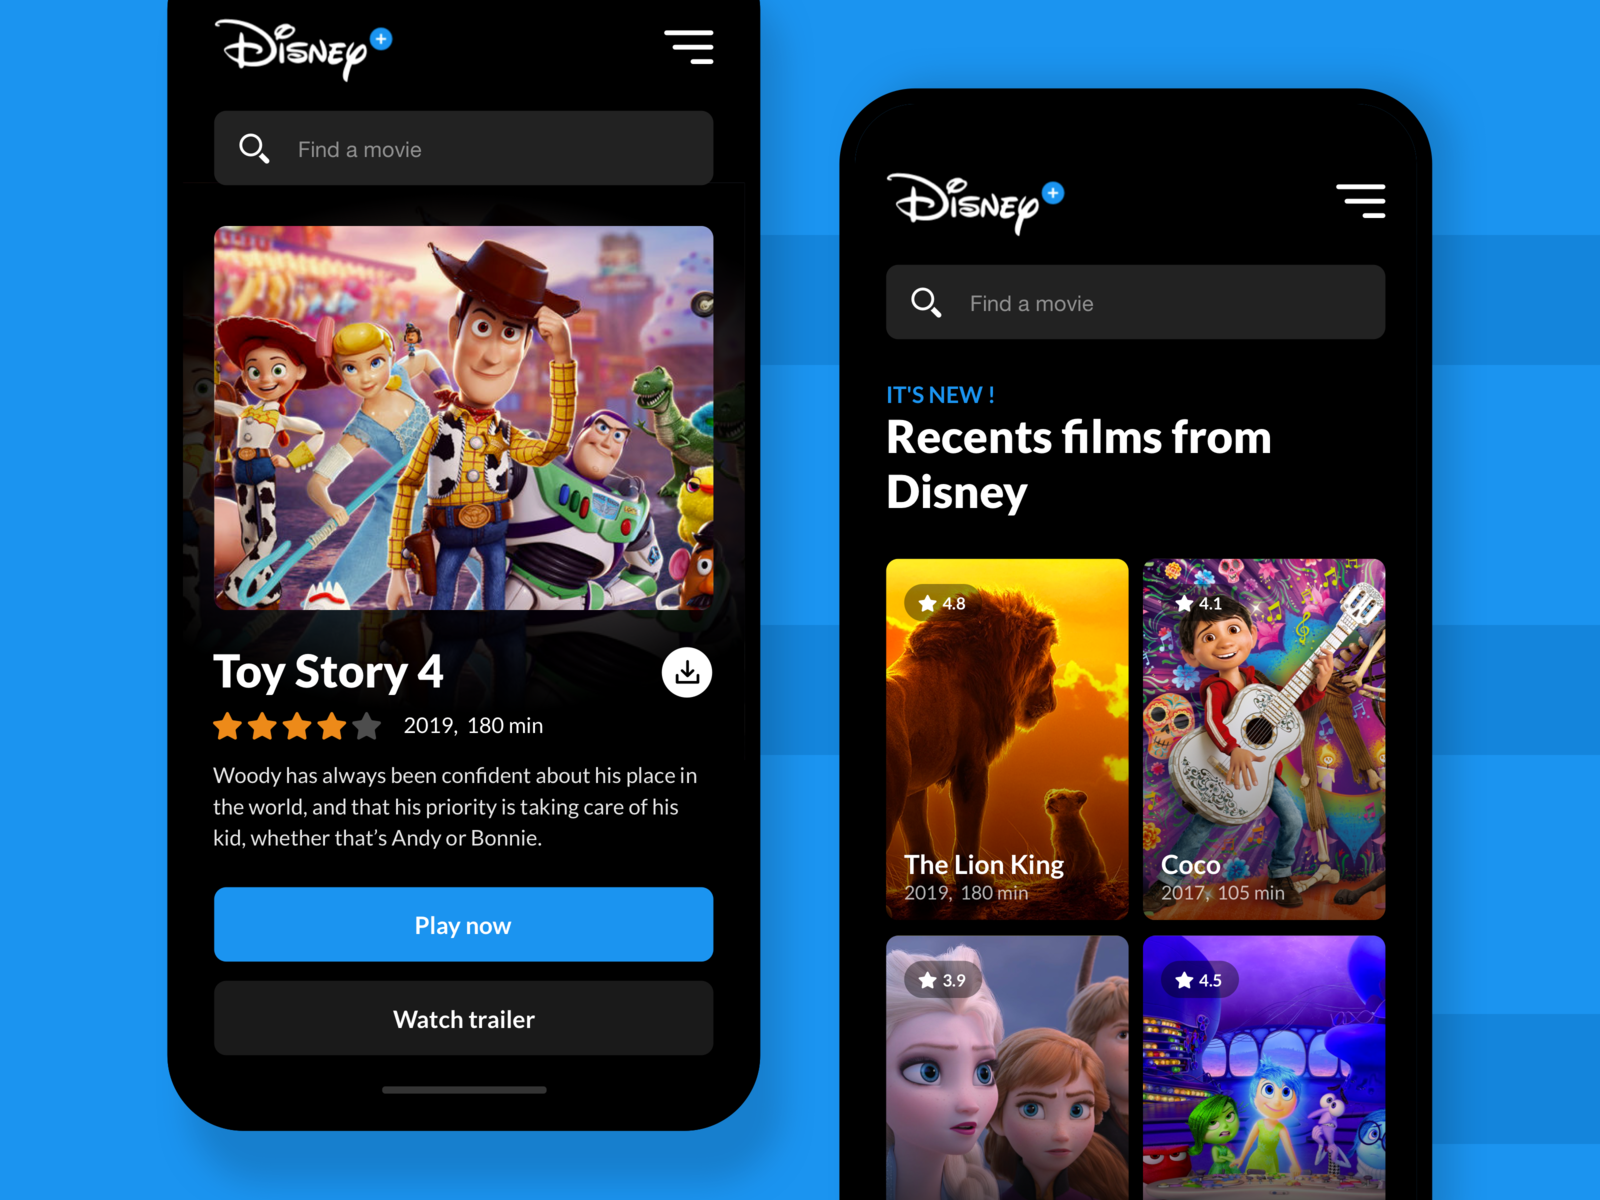 Disney+
Find a movie
Toy Story 4
2019, 180 min
Woody has always been confident about his place in
the world, and that his priority is taking care of his
kid, whether that’s Andy or Bonnie.
Play now
Watch trailer
Disney+
Find a movie
IT'S NEW !
Recents films from
Disney
4.8
The Lion King
2019, 180 min
4.1
Coco
2017, 105 min
3.9
4.5